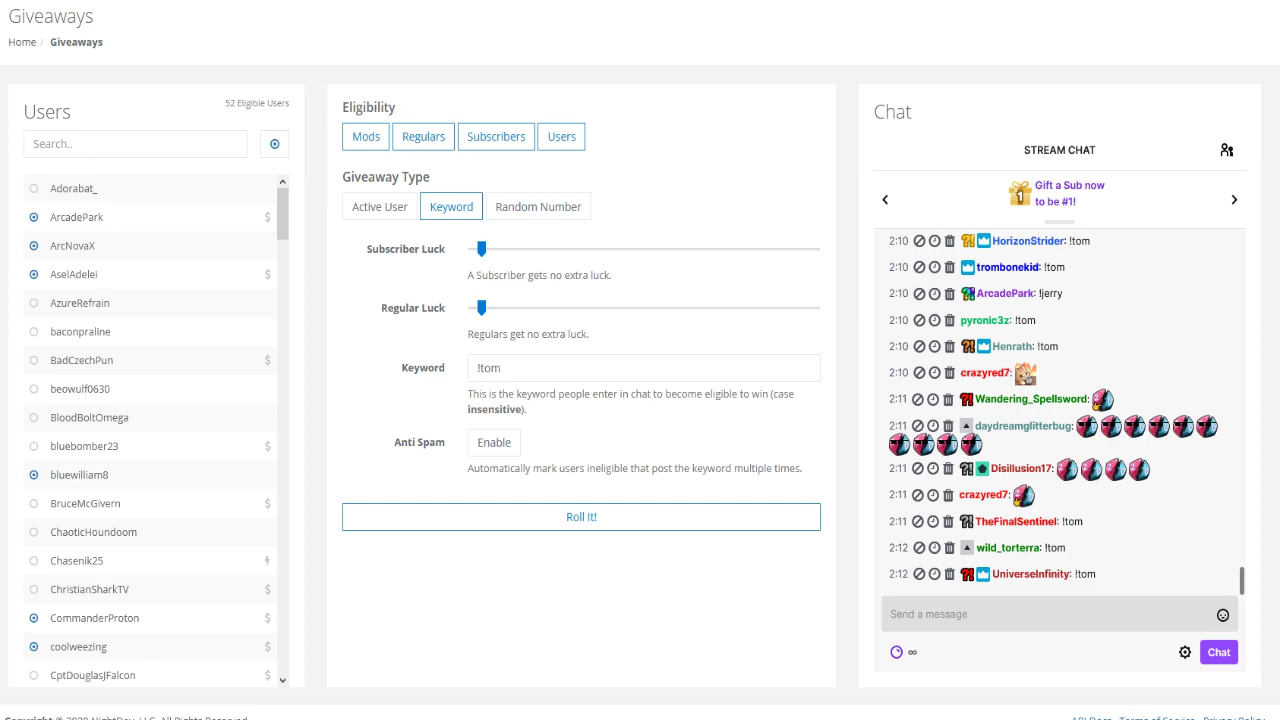 Giveaways
Home / Giveaways
Users
52 Eligible Users
Search..
Adorabat_
ArcadePark $
ArcNovaX
AselAdelei $
AzureRefrain
baconpraline
BadCzechPun $
beowulf0630
BloodBoltOmega
bluebomber23 $
bluewilliam8
BruceMcGivern $
ChaoticHoundoom
Chasenik25
ChristianSharkTV $
CommanderProton $
coolweezing $
CptDouglasJFalcon $
Eligibility
Mods Regulars Subscribers Users
Giveaway Type
Active User Keyword Random Number
Subscriber Luck
A Subscriber gets no extra luck.
Regular Luck
Regulars get no extra luck.
Keyword !tom
This is the keyword people enter in chat to become eligible to win (case
insensitive).
Anti Spam Enable
Automatically mark users ineligible that post the keyword multiple times.
Roll It!
Chat
STREAM CHAT
1 Gift a Sub now
to be #1!
2:10 HorizonStrider: !tom
2:10 trombonekid: !tom
2:10 ArcadePark: !jerry
2:10 pyronic3z: !tom
2:10 Henrath: !tom
2:10 crazyred7:
2:11 Wandering_Spellsword:
2:11 daydreamglitterbug:
2:11 Disillusion17:
2:11 crazyred7:
2:11 TheFinalSentinel: !tom
2:12 wild_torterra: !tom
2:12 UniverseInfinity: !tom
Send a message
∞ Chat